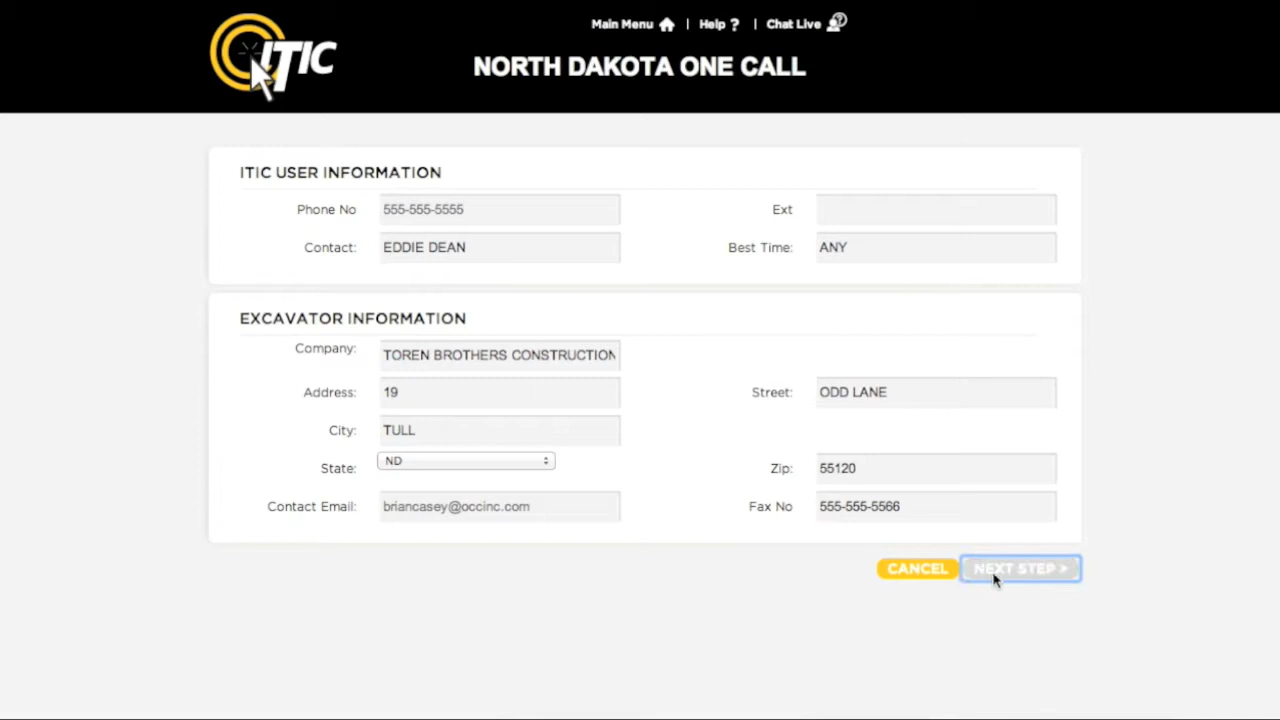 Main Menu | Help ? | Chat Live
ITIC
NORTH DAKOTA ONE CALL
ITIC USER INFORMATION
Phone No 555-555-5555 Ext
Contact: EDDIE DEAN Best Time: ANY
EXCAVATOR INFORMATION
Company: TOREN BROTHERS CONSTRUCTION
Address: 19 Street: ODD LANE
City: TULL
State: ND Zip: 55120
Contact Email: briancasey@occinc.com Fax No 555-555-5566
CANCEL NEXT STEP >